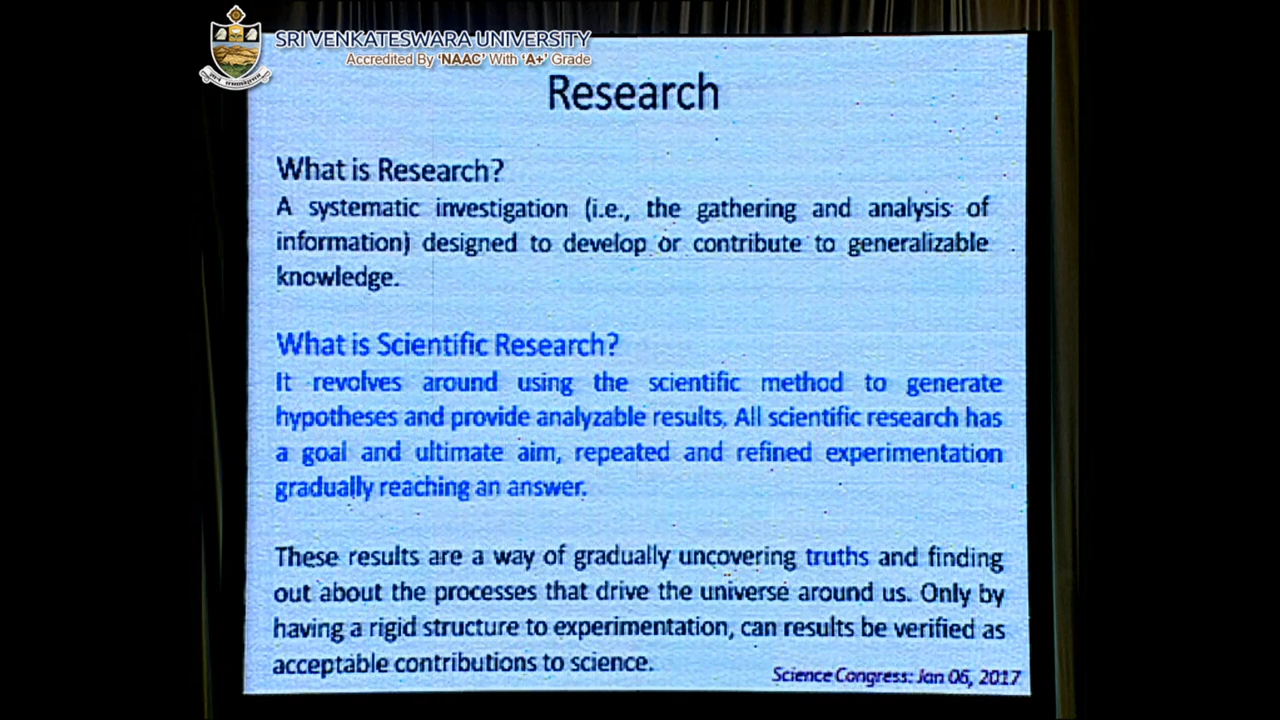 SRI VENKATESWARA UNIVERSITY
Accredited By 'NAAC' With 'A+' Grade
Research
What is Research?
A systematic investigation (i.e., the gathering and analysis of
information) designed to develop or contribute to generalizable
knowledge.
What is Scientific Research?
It revolves around using the scientific method to generate
hypotheses and provide analyzable results. All scientific research has
a goal and ultimate aim, repeated and refined experimentation
gradually reaching an answer.
These results are a way of gradually uncovering truths and finding
out about the processes that drive the universe around us. Only by
having a rigid structure to experimentation, can results be verified as
acceptable contributions to science.
Science Congress: Jan 06, 2017